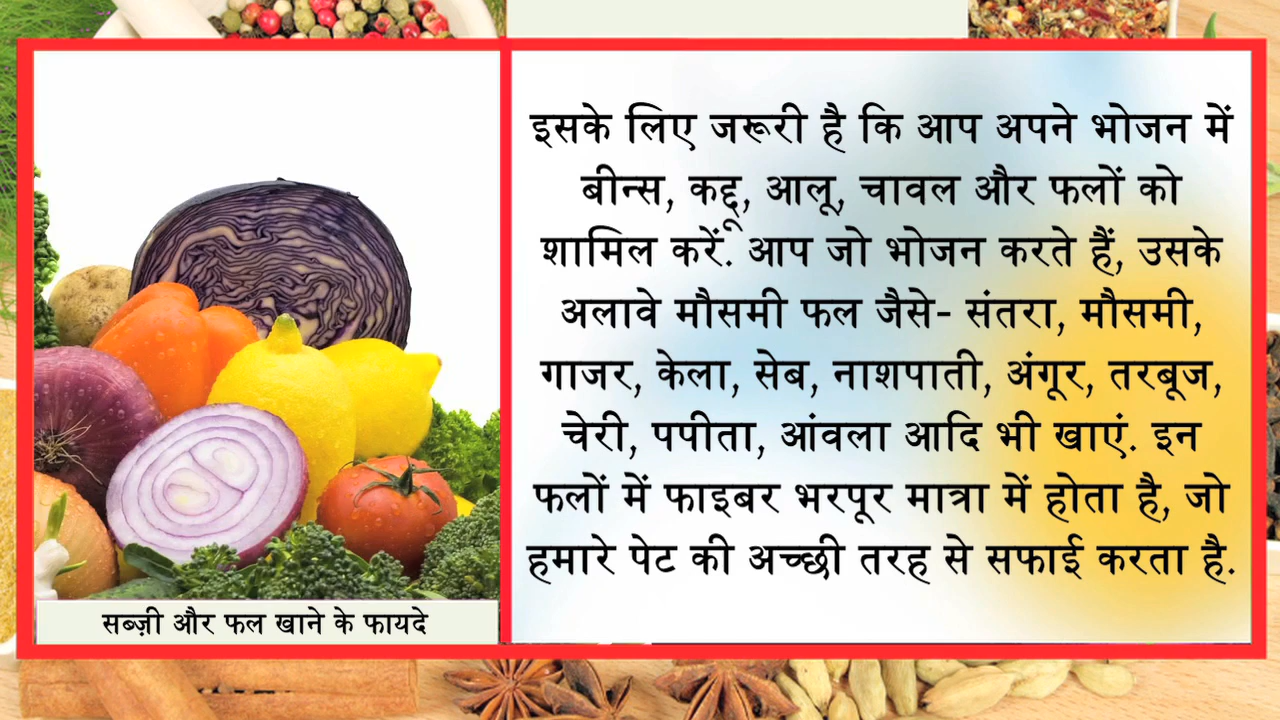 इसके लिए जरूरी है कि आप अपने भोजन में
बीन्स, कद्दू, आलू, चावल और फलों को
शामिल करें. आप जो भोजन करते हैं, उसके
अलावे मौसमी फल जैसे- संतरा, मौसमी,
गाजर, केला, सेब, नाशपाती, अंगूर, तरबूज,
चेरी, पपीता, आंवला आदि भी खाएं. इन
फलों में फाइबर भरपूर मात्रा में होता है, जो
हमारे पेट की अच्छी तरह से सफाई करता है.
सब्ज़ी और फल खाने के फायदे